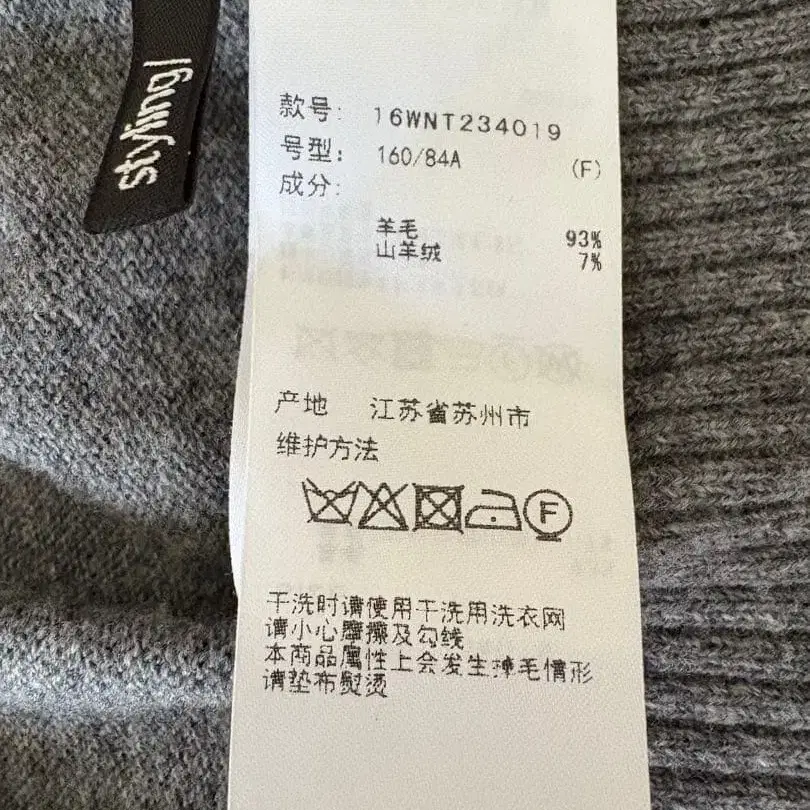 styling/
款号: 16WNT234019
号型: 160/84A (F)
成分:
羊毛 93%
山羊绒 7%
产地 江苏省苏州市
维护方法
F
干洗时请使用干洗用洗衣网
请小心摩擦及勾线
本商品属性上会发生掉毛情形
请垫布熨烫